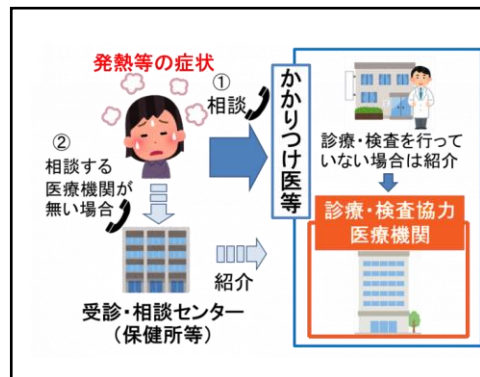 発熱等の症状
①
相談
②
相談する
医療機関が
無い場合
受診・相談センター
（保健所等）
紹介
かかりつけ医等
診療・検査を行って
いない場合は紹介
診療・検査協力
医療機関